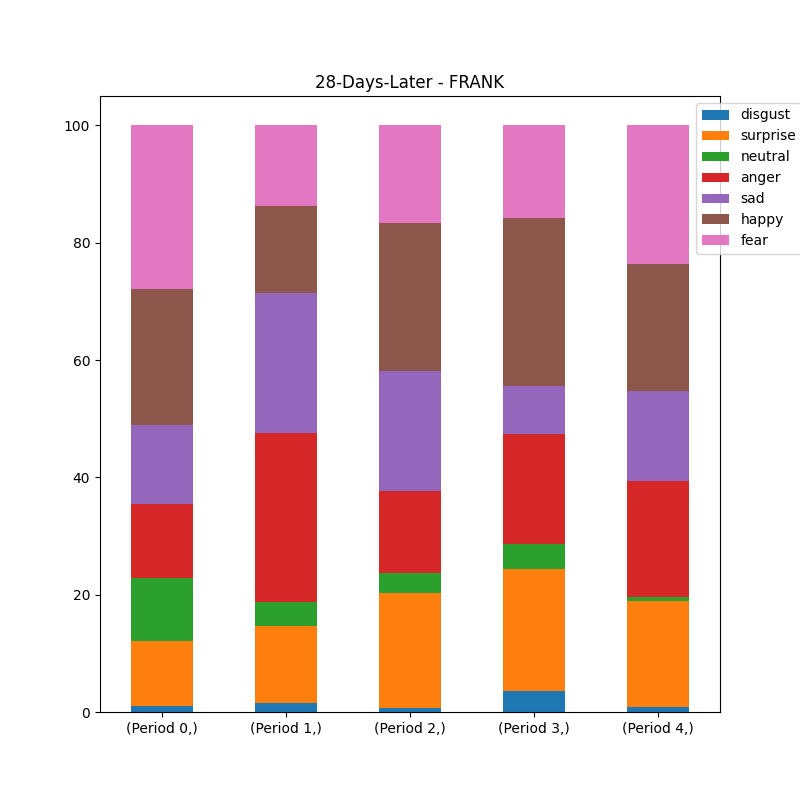 28-Days-Later - FRANK
disgust
surprise
neutral
anger
sad
happy
fear
100
80
60
40
20
0
(Period 0,)
(Period 1,)
(Period 2,)
(Period 3,)
(Period 4,)